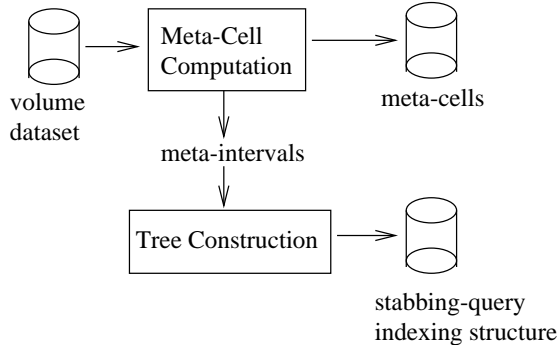 Meta-Cell
Computation
volume
dataset
meta-cells
meta-intervals
Tree Construction
stabbing-query
indexing structure